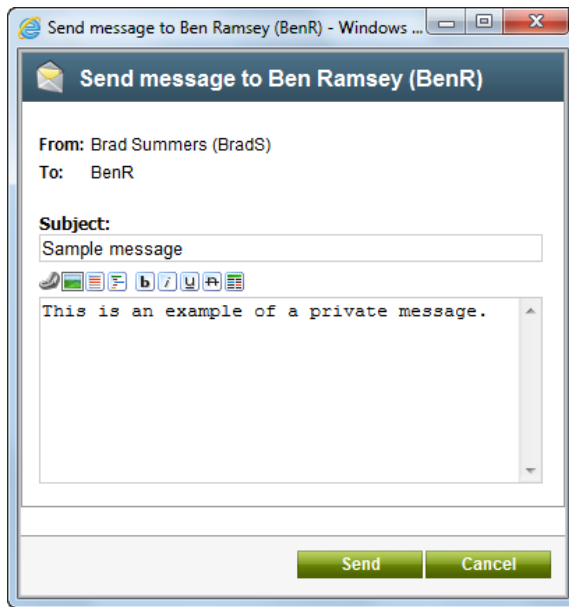 Send message to Ben Ramsey (BenR) - Windows ...
Send message to Ben Ramsey (BenR)
From: Brad Summers (BradS)
To: BenR
Subject:
Sample message
b i U R
This is an example of a private message.
Send Cancel